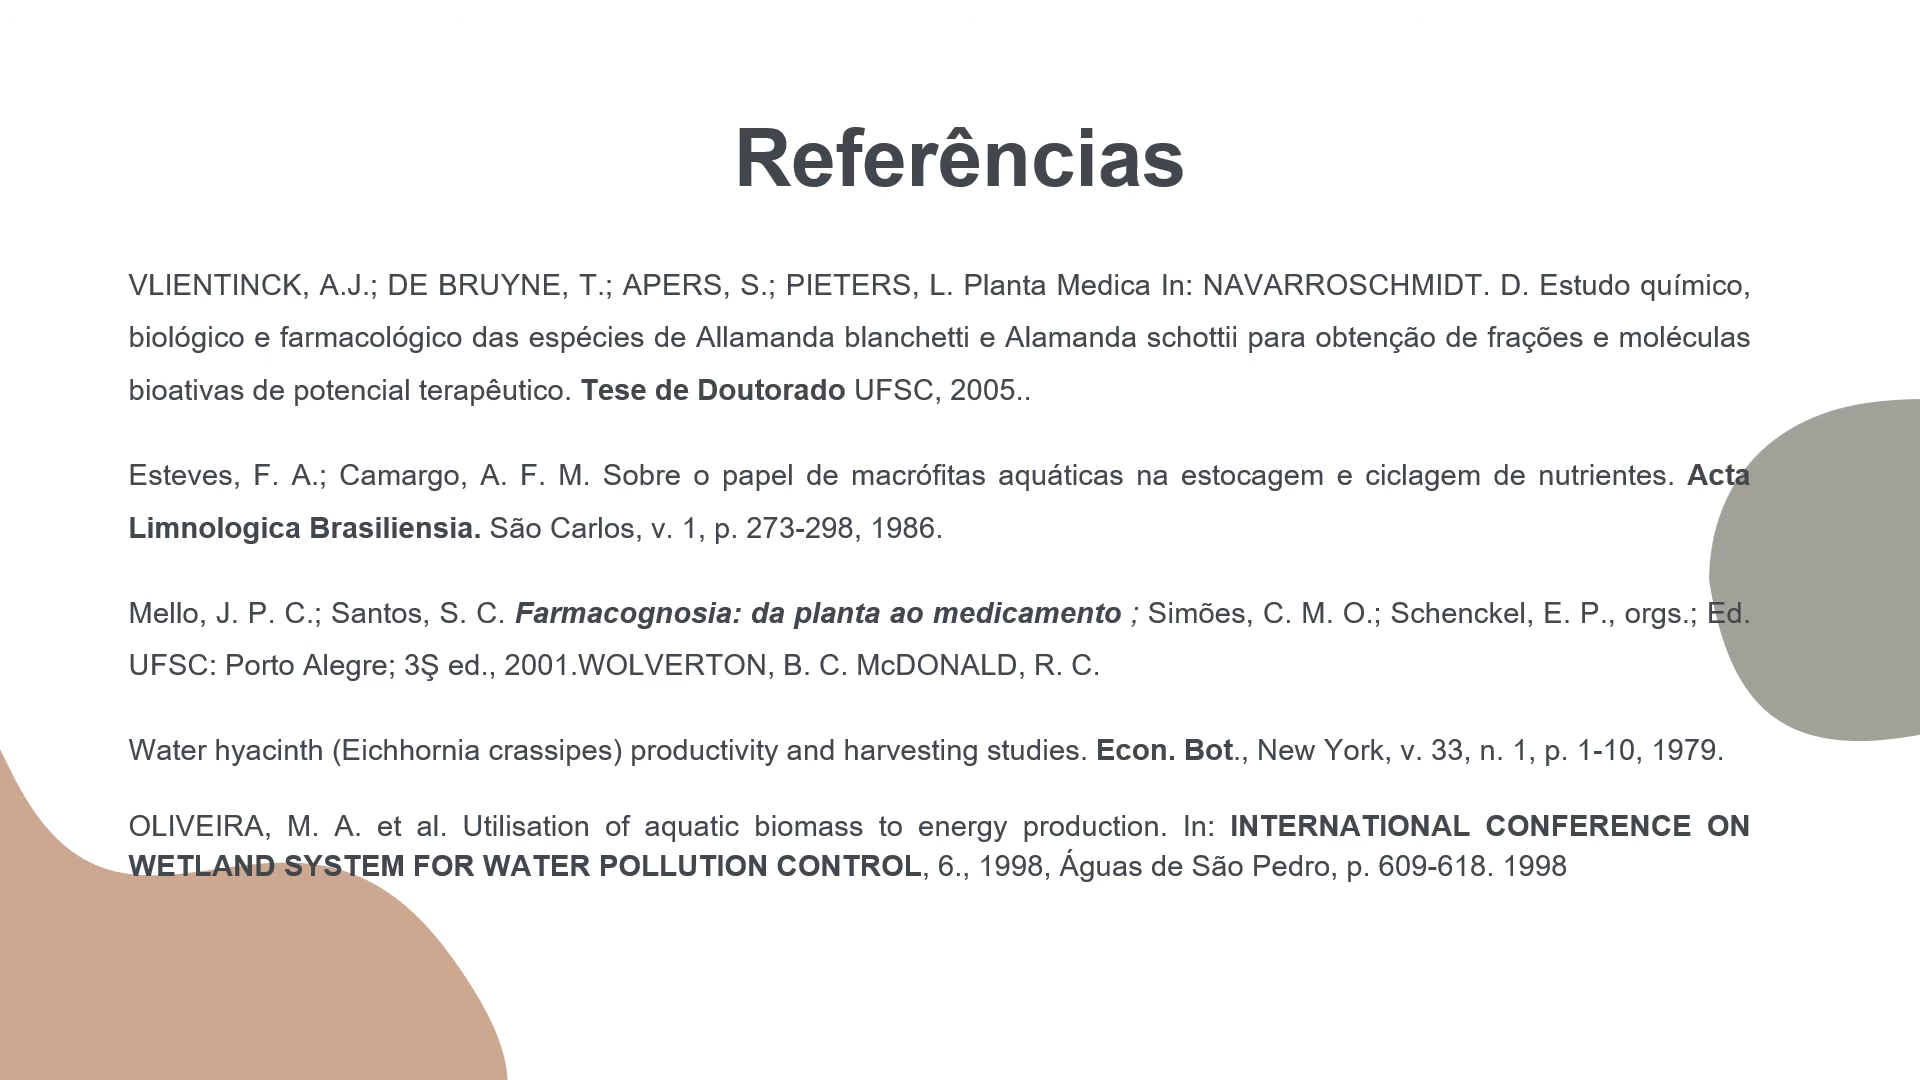 Referências
VLIENTINCK, A.J.; DE BRUYNE, T.; APERS, S.; PIETERS, L. Planta Medica In: NAVARROSCHMIDT. D. Estudo químico,
biológico e farmacológico das espécies de Allamanda blanchetti e Alamanda schottii para obtenção de frações e moléculas
bioativas de potencial terapêutico. Tese de Doutorado UFSC, 2005..
Esteves, F. A.; Camargo, A. F. M. Sobre o papel de macrófitas aquáticas na estocagem e ciclagem de nutrientes. Acta
Limnologica Brasiliensia. São Carlos, v. 1, p. 273-298, 1986.
Mello, J. P. C.; Santos, S. C. Farmacognosia: da planta ao medicamento ; Simões, C. M. O.; Schenckel, E. P., orgs.; Ed.
UFSC: Porto Alegre; 3Ş ed., 2001.WOLVERTON, B. C. McDONALD, R. C.
Water hyacinth (Eichhornia crassipes) productivity and harvesting studies. Econ. Bot., New York, v. 33, n. 1, p. 1-10, 1979.
OLIVEIRA, M. A. et al. Utilisation of aquatic biomass to energy production. In: INTERNATIONAL CONFERENCE ON
WETLAND SYSTEM FOR WATER POLLUTION CONTROL, 6., 1998, Águas de São Pedro, p. 609-618. 1998